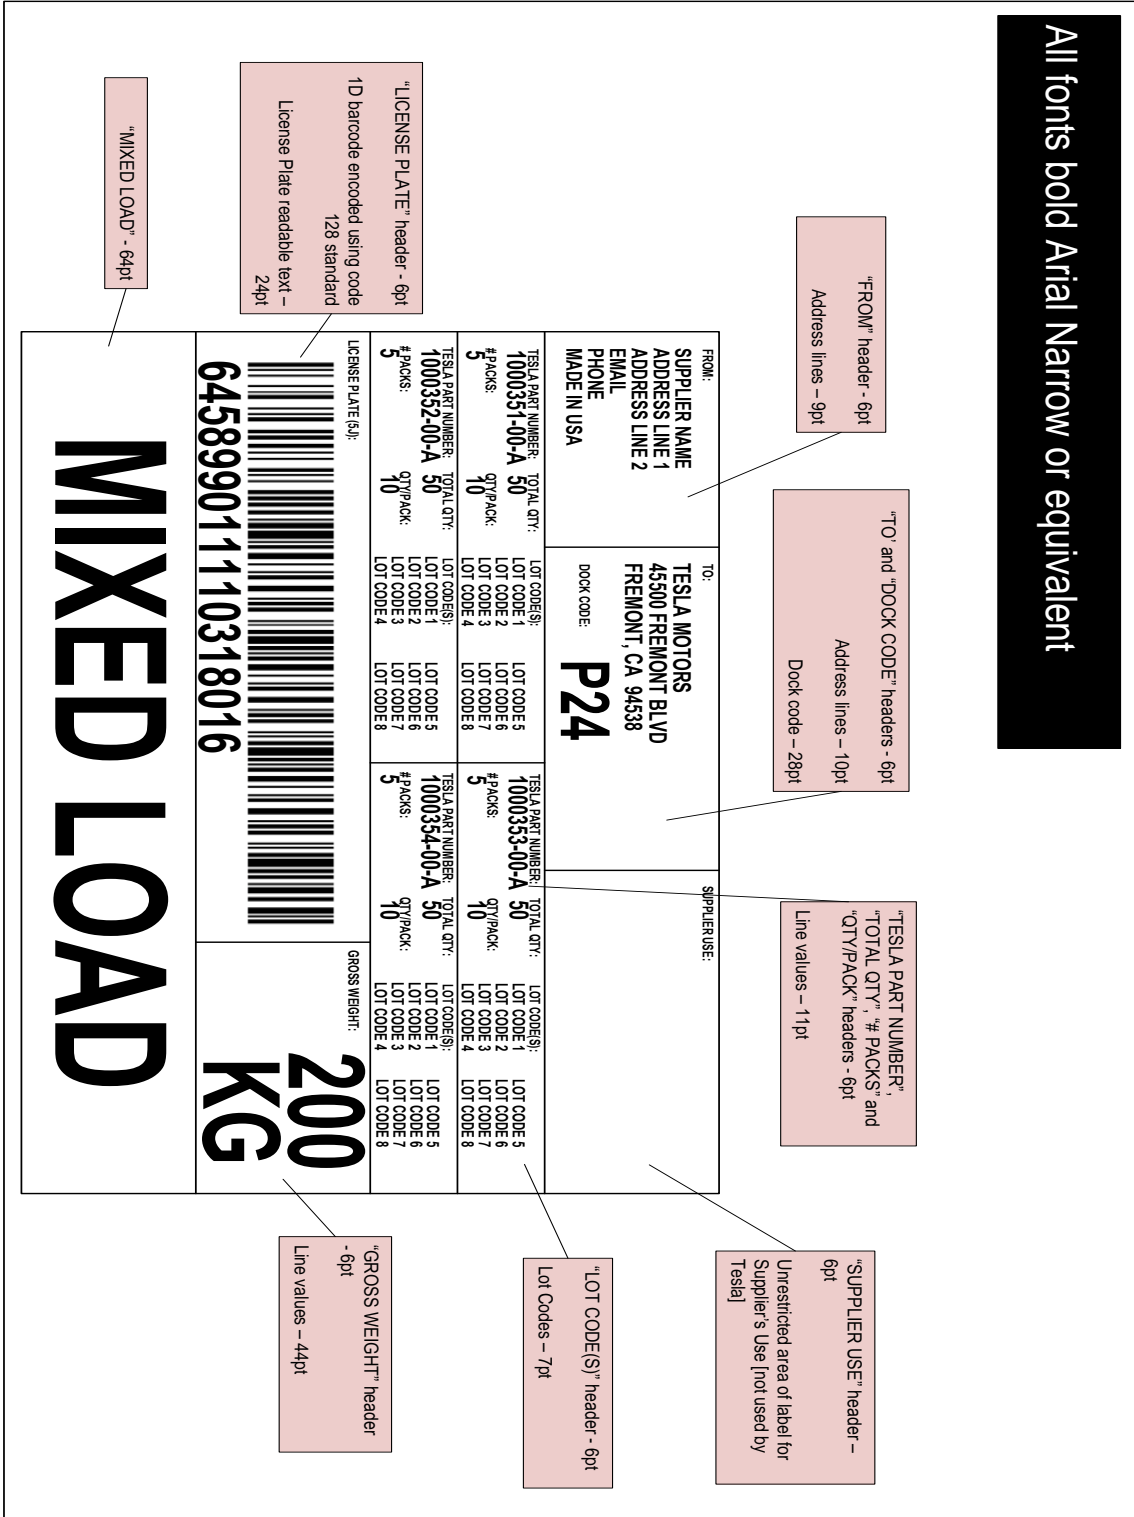 All fonts bold Arial Narrow or equivalent
"FROM" header - 6pt
Address lines – 9pt
"TO' and "DOCK CODE" headers - 6pt
Address lines – 10pt
Dock code – 28pt
"TESLA PART NUMBER",
"TOTAL QTY", "# PACKS" and
"QTY/PACK" headers - 6pt
Line values – 11pt
"SUPPLIER USE" header –
6pt
Unrestricted area of label for
Supplier's Use [not used by
Tesla]
"LICENSE PLATE" header - 6pt
1D barcode encoded using code
128 standard
License Plate readable text –
24pt
"MIXED LOAD" - 64pt
"LOT CODE(S)" header - 6pt
Lot Codes – 7pt
"GROSS WEIGHT" header
- 6pt
Line values – 44pt
FROM:
SUPPLIER NAME
ADDRESS LINE 1
ADDRESS LINE 2
EMAIL
PHONE
MADE IN USA
TO:
TESLA MOTORS
45500 FREMONT BLVD
FREMONT, CA 94538
DOCK CODE:
P24
SUPPLIER USE:
TESLA PART NUMBER: TOTAL QTY: LOT CODE(S):
1000351-00-A 50 LOT CODE 1 LOT CODE 5
LOT CODE 2 LOT CODE 6
# PACKS: QTY/PACK: LOT CODE 3 LOT CODE 7
5 10 LOT CODE 4 LOT CODE 8
TESLA PART NUMBER: TOTAL QTY: LOT CODE(S):
1000353-00-A 50 LOT CODE 1 LOT CODE 5
LOT CODE 2 LOT CODE 6
# PACKS: QTY/PACK: LOT CODE 3 LOT CODE 7
5 10 LOT CODE 4 LOT CODE 8
TESLA PART NUMBER: TOTAL QTY: LOT CODE(S):
1000352-00-A 50 LOT CODE 1 LOT CODE 5
LOT CODE 2 LOT CODE 6
# PACKS: QTY/PACK: LOT CODE 3 LOT CODE 7
5 10 LOT CODE 4 LOT CODE 8
TESLA PART NUMBER: TOTAL QTY: LOT CODE(S):
1000354-00-A 50 LOT CODE 1 LOT CODE 5
LOT CODE 2 LOT CODE 6
# PACKS: QTY/PACK: LOT CODE 3 LOT CODE 7
5 10 LOT CODE 4 LOT CODE 8
LICENSE PLATE (5J):
645899011110318016
GROSS WEIGHT:
200
KG
MIXED LOAD